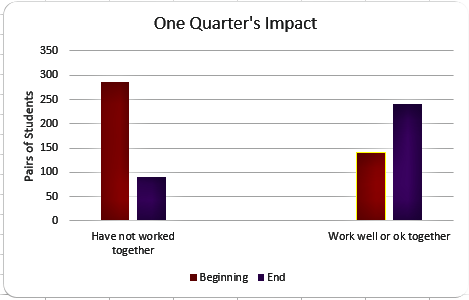 One Quarter's Impact
Pairs of Students
350
300
250
200
150
100
50
0
Have not worked
together
Work well or ok together
Beginning
End